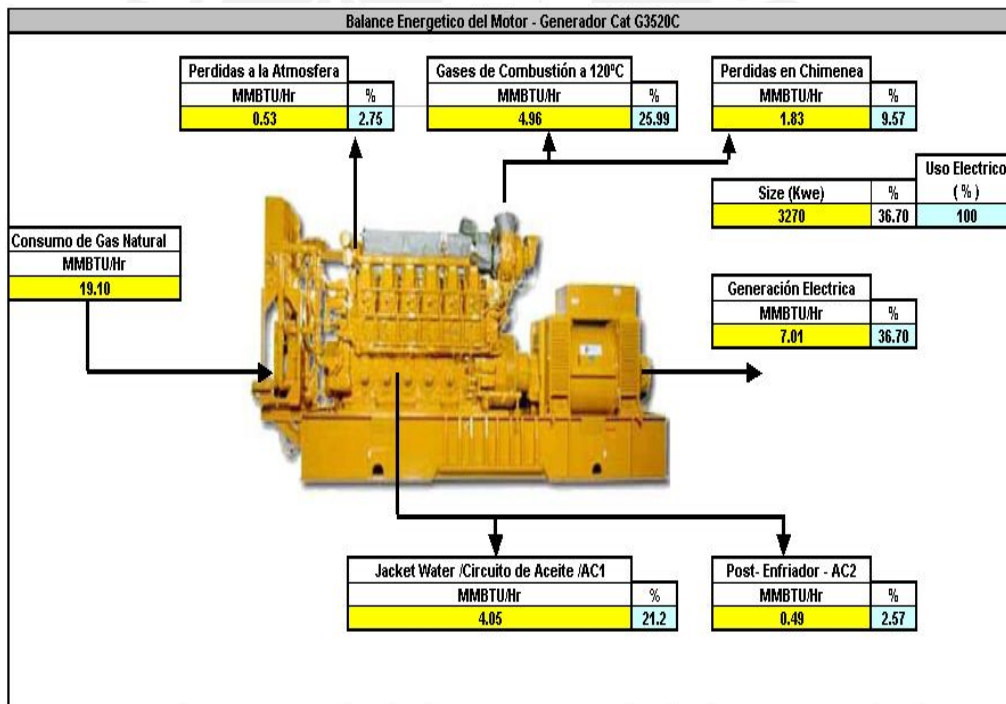 Balance Energetico del Motor - Generador Cat G3520C
Perdidas a la Atmosfera
MMBTU/Hr %
0.53 2.75
Gases de Combustión a 120ºC
MMBTU/Hr %
4.96 25.99
Perdidas en Chimenea
MMBTU/Hr %
1.83 9.57
Uso Electrico
Size (Kwe) % ( % )
3270 36.70 100
Consumo de Gas Natural
MMBTU/Hr
19.10
Generación Electrica
MMBTU/Hr %
7.01 36.70
Jacket Water /Circuito de Aceite /AC1
MMBTU/Hr %
4.05 21.2
Post- Enfriador - AC2
MMBTU/Hr %
0.49 2.57